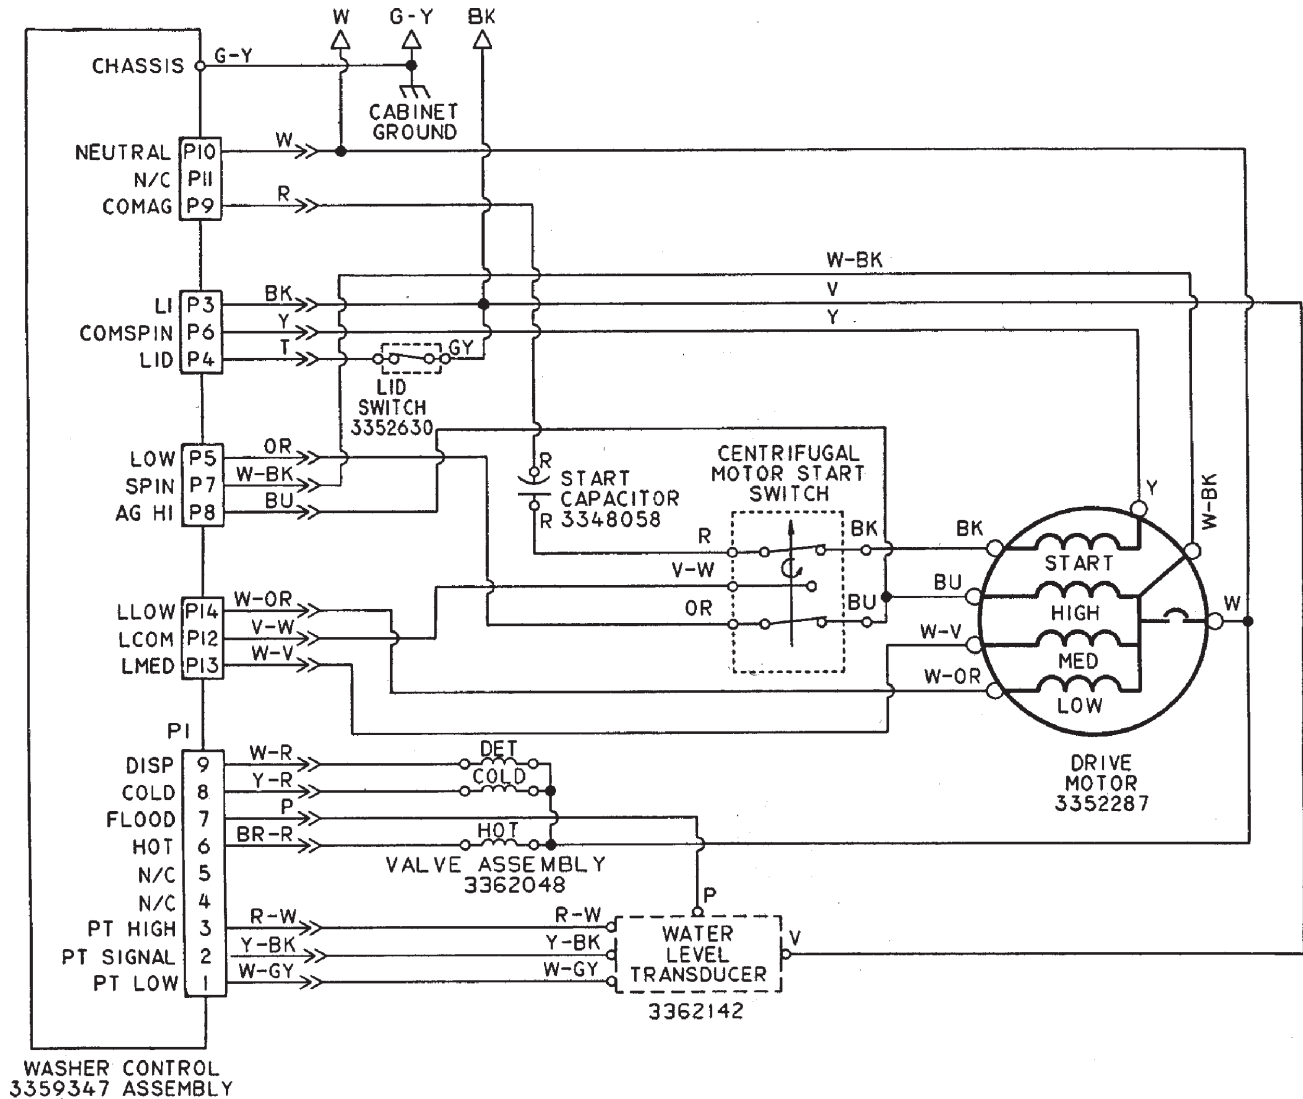 W G-Y BK
CHASSIS G-Y
CABINET
GROUND
NEUTRAL P10 W
N/C P11
COMAG P9 R
W-BK
LI P3 BK V
COMSPIN P6 Y Y
LID P4 T GY
LID
SWITCH
3352630
LOW P5 OR
SPIN P7 W-BK
AG HI P8 BU
R
START
CAPACITOR
R 3348058
CENTRIFUGAL
MOTOR START
SWITCH
R BK BK
V-W
OR BU BU
Y
W-BK
START
HIGH
W
W-V MED
W-OR LOW
LLOW P14 W-OR
LCOM P12 V-W
LMED P13 W-V
DRIVE
MOTOR
3352287
P1
DISP 9 W-R DET
COLD 8 Y-R COLD
FLOOD 7 P
HOT 6 BR-R HOT
VALVE ASSEMBLY
3362048
N/C 5
N/C 4
P
PT HIGH 3 R-W R-W
PT SIGNAL 2 Y-BK Y-BK
PT LOW 1 W-GY W-GY
WATER
LEVEL
TRANSDUCER
V
3362142
WASHER CONTROL
3359347 ASSEMBLY